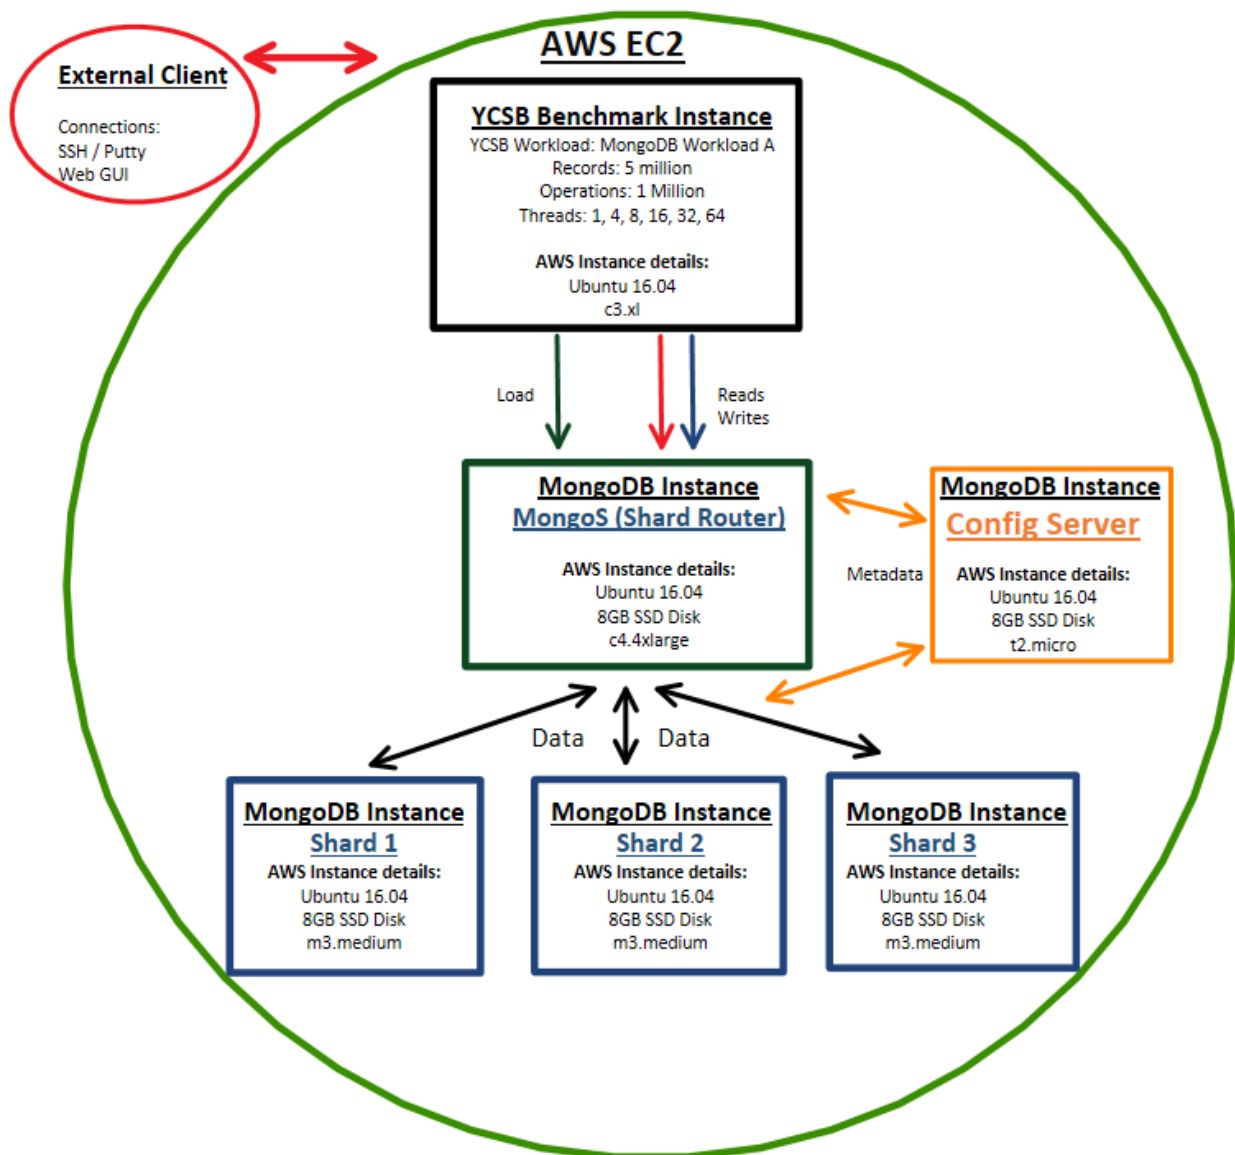 AWS EC2
External Client
Connections:
SSH / Putty
Web GUI
YCSB Benchmark Instance
YCSB Workload: MongoDB Workload A
Records: 5 million
Operations: 1 Million
Threads: 1, 4, 8, 16, 32, 64
AWS Instance details:
Ubuntu 16.04
c3.xl
Load
Reads
Writes
MongoDB Instance
MongoS (Shard Router)
AWS Instance details:
Ubuntu 16.04
8GB SSD Disk
c4.4xlarge
MongoDB Instance
Config Server
AWS Instance details:
Ubuntu 16.04
8GB SSD Disk
t2.micro
Metadata
Data
Data
MongoDB Instance
Shard 1
AWS Instance details:
Ubuntu 16.04
8GB SSD Disk
m3.medium
MongoDB Instance
Shard 2
AWS Instance details:
Ubuntu 16.04
8GB SSD Disk
m3.medium
MongoDB Instance
Shard 3
AWS Instance details:
Ubuntu 16.04
8GB SSD Disk
m3.medium